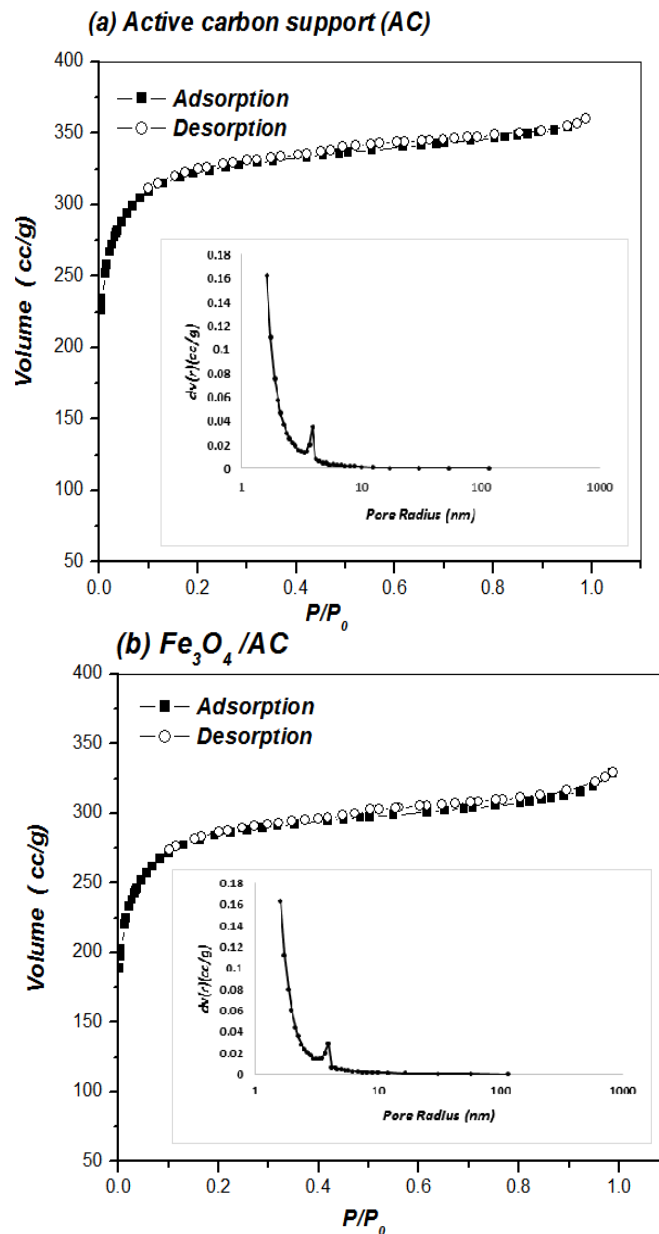 (a) Active carbon support (AC)
400
350
300
250
200
150
100
50
Volume ( cc/g)
Adsorption
Desorption
0.18
0.16
0.14
0.12
0.1
0.08
0.06
0.04
0.02
0
dv(r)(cc/g)
1 10 100 1000
Pore Radius (nm)
0.0 0.2 0.4 0.6 0.8 1.0
P/P₀
(b) Fe₃O₄ /AC
400
350
300
250
200
150
100
50
Volume ( cc/g)
Adsorption
Desorption
0.18
0.16
0.14
0.12
0.1
0.08
0.06
0.04
0.02
0
dv(r)(cc/g)
1 10 100 1000
Pore Radius (nm)
0.0 0.2 0.4 0.6 0.8 1.0
P/P₀